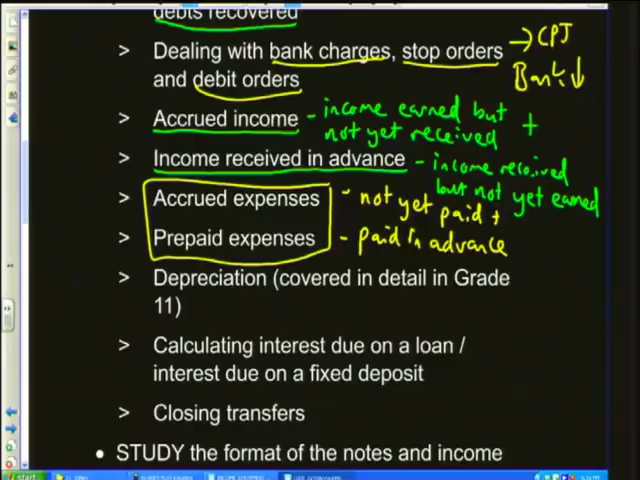 debts recovered
> Dealing with bank charges, stop orders → CPJ
and debit orders Bank ↓
> Accrued income - income earned but
not yet received +
> Income received in advance - income received
but not yet earned
> Accrued expenses - not yet paid +
> Prepaid expenses - paid in advance
> Depreciation (covered in detail in Grade
11)
> Calculating interest due on a loan /
interest due on a fixed deposit
> Closing transfers
• STUDY the format of the notes and income
start